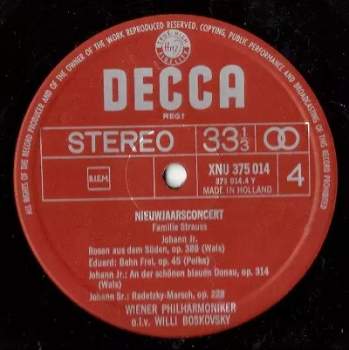 ALL RIGHTS OF THE RECORD PRODUCER AND OF THE OWNER OF THE WORK REPRODUCED RESERVED. COPYING, PUBLIC PERFORMANCE AND BROADCASTING OF THIS RECORD PROHIBITED
DECCA
REG?
STEREO 33 1/3
B.I.E.M. XNU 375 014 4
375 014.4 Y
MADE IN HOLLAND
NIEUWJAARSCONCERT
Familie Strauss
Johann Jr.
Rosen aus dem Süden, op. 388 (Wals)
Eduard: Bahn Frei, op. 45 (Polka)
Johann Jr.: An der schönen blauen Donau, op. 314
(Wals)
Johann Sr.: Radetzky-Marsch, op. 228
WIENER PHILHARMONIKER
o.l.v. WILLI BOSKOVSKY